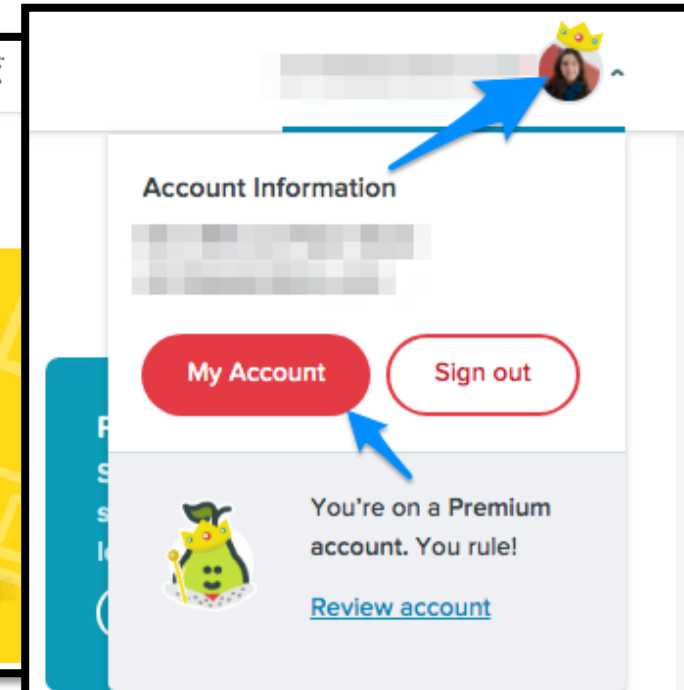 Account Information
My Account
Sign out
You're on a Premium
account. You rule!
Review account